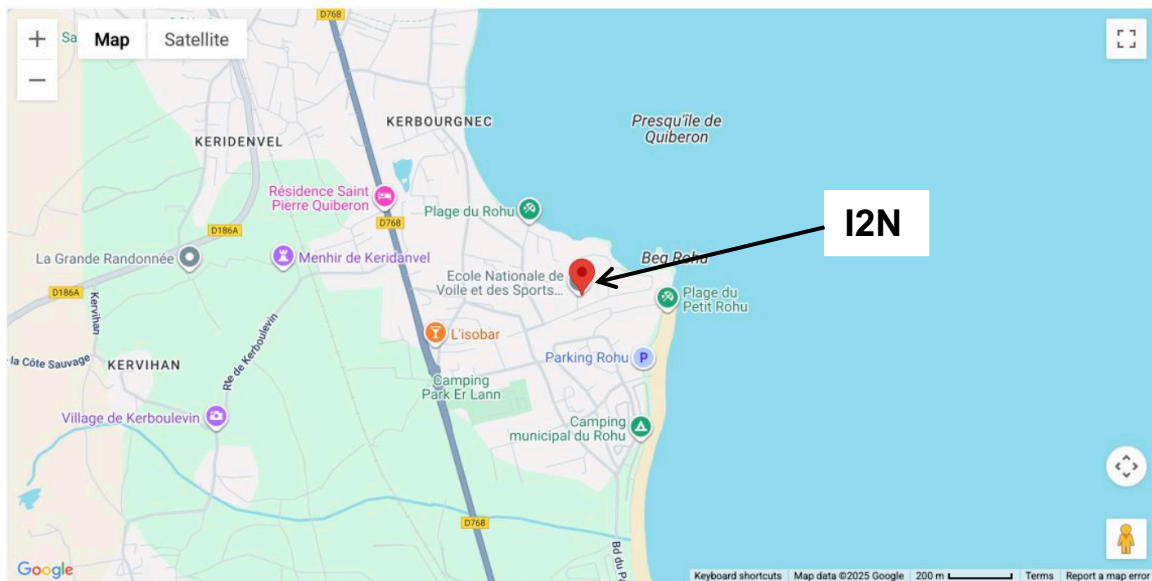 D768
Map
Satellite
Sa
KERBOURGNEC
KERIDENVEL
Presqu'île de
Quiberon
Résidence Saint
Pierre Quiberon
D768
Plage du Rohu
D186A
I2N
La Grande Randonnée
Menhir de Keridanvel
Beg Rohu
Ecole Nationale de
Voile et des Sports...
D186A
Kervihan
Plage du
Petit Rohu
L'isobar
Parking Rohu
P
e la Côte Sauvage
KERVIHAN
Rte de Kerboulevin
Camping
Park Er Lann
Village de Kerboulevin
Camping
municipal du Rohu
D768
Bd du Pa
Google
Keyboard shortcuts
Map data ©2025 Google
200 m
Terms
Report a map error